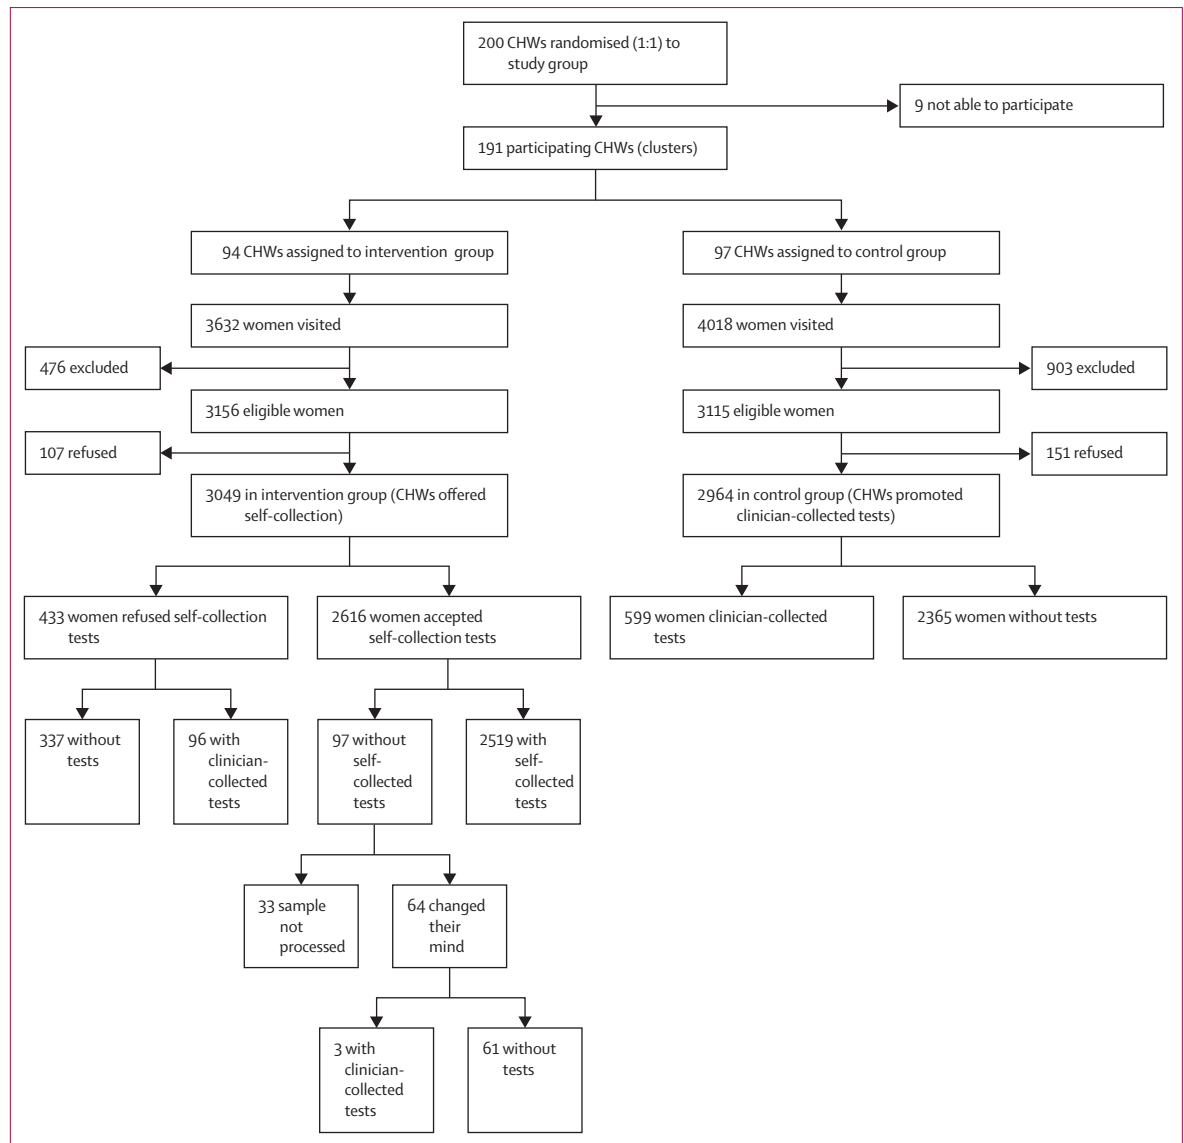 200 CHWs randomised (1:1) to
study group
9 not able to participate
191 participating CHWs (clusters)
94 CHWs assigned to intervention group
97 CHWs assigned to control group
3632 women visited
4018 women visited
476 excluded
903 excluded
3156 eligible women
3115 eligible women
107 refused
151 refused
3049 in intervention group (CHWs offered
self-collection)
2964 in control group (CHWs promoted
clinician-collected tests)
433 women refused self-collection
tests
2616 women accepted
self-collection tests
599 women clinician-collected
tests
2365 women without tests
337 without
tests
96 with
clinician-
collected
tests
97 without
self-
collected
tests
2519 with
self-
collected
tests
33 sample
not
processed
64 changed
their
mind
3 with
clinician-
collected
tests
61 without
tests